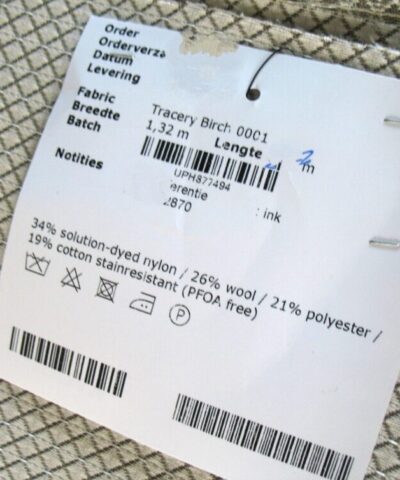 Order
Orderverza
Datum
Levering
Fabric Tracery Birch 0001
Breedte 1,32 m Lengte 2 m
Batch
UPH877494
Notities erentie : ink
2870
34% solution-dyed nylon / 26% wool / 21% polyester /
19% cotton stainresistant (PFOA free)
P